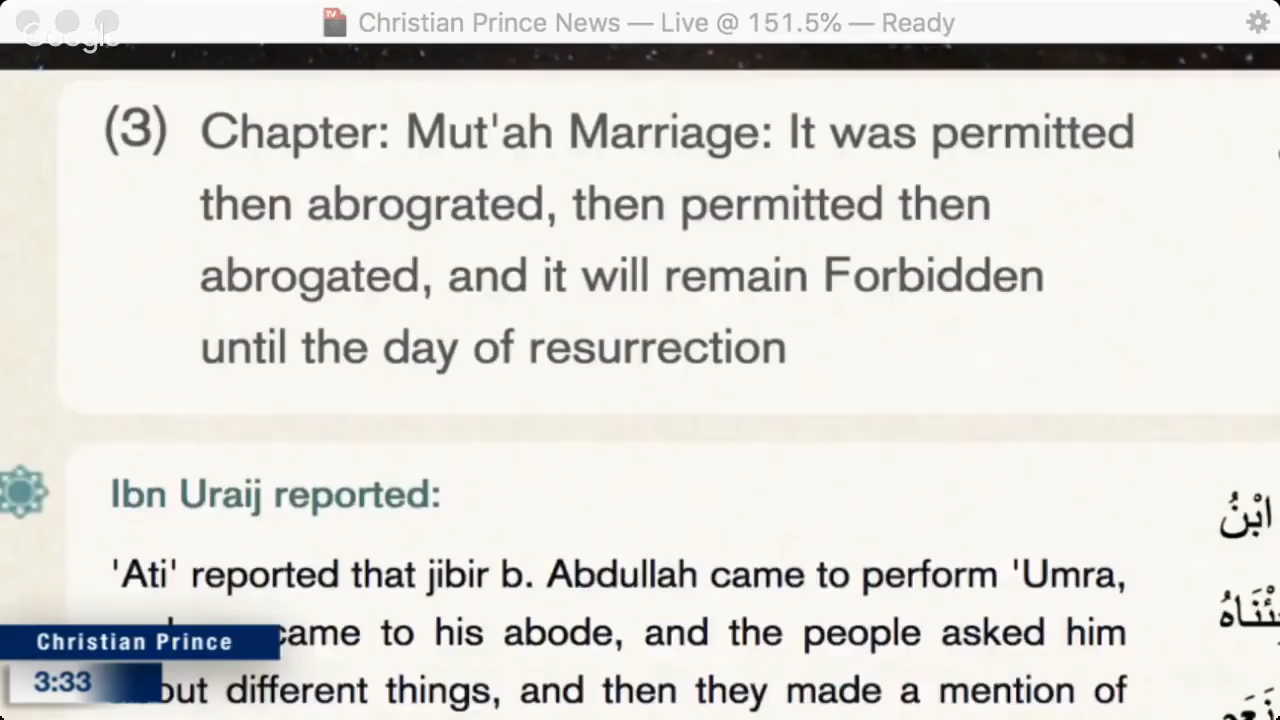 Google
Christian Prince News — Live @ 151.5% — Ready
(3) Chapter: Mut'ah Marriage: It was permitted
then abrograted, then permitted then
abrogated, and it will remain Forbidden
until the day of resurrection
Ibn Uraij reported:
'Ati' reported that jibir b. Abdullah came to perform 'Umra,
came to his abode, and the people asked him
different things, and then they made a mention of
ابْنُ
Christian Prince
3:33